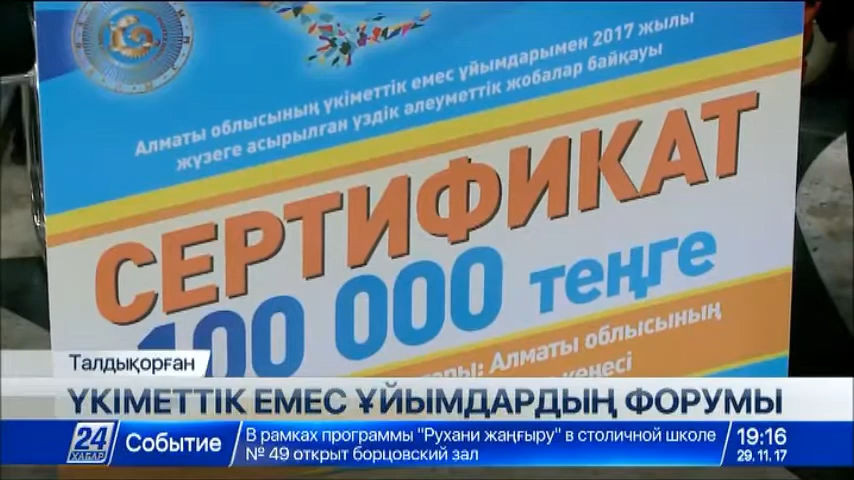 Алматы облысының үкіметтік емес ұйымдарымен 2017 жылы
жүзеге асырылған үздік әлеуметтік жобалар байқауы
СЕРТИФИКАТ
100 000 теңге
Алматы облысының
Талдықорған
ҮКІМЕТТІК ЕМЕС ҰЙЫМДАРДЫҢ ФОРУМЫ
24
ХАБАР
Событие
В рамках программы "Рухани жаңғыру" в столичной школе
№ 49 открыт борцовский зал
19:16
29.11.17